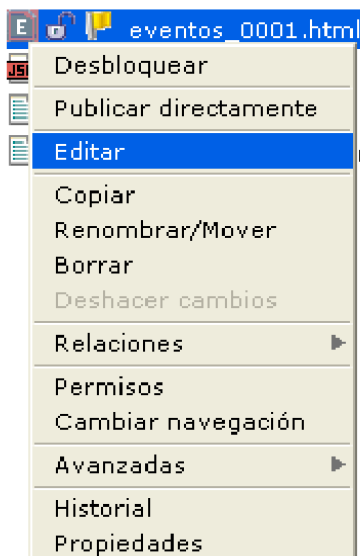 E eventos_0001.html
JSP
Desbloquear
Publicar directamente
Editar
Copiar
Renombrar/Mover
Borrar
Deshacer cambios
Relaciones
Permisos
Cambiar navegación
Avanzadas
Historial
Propiedades